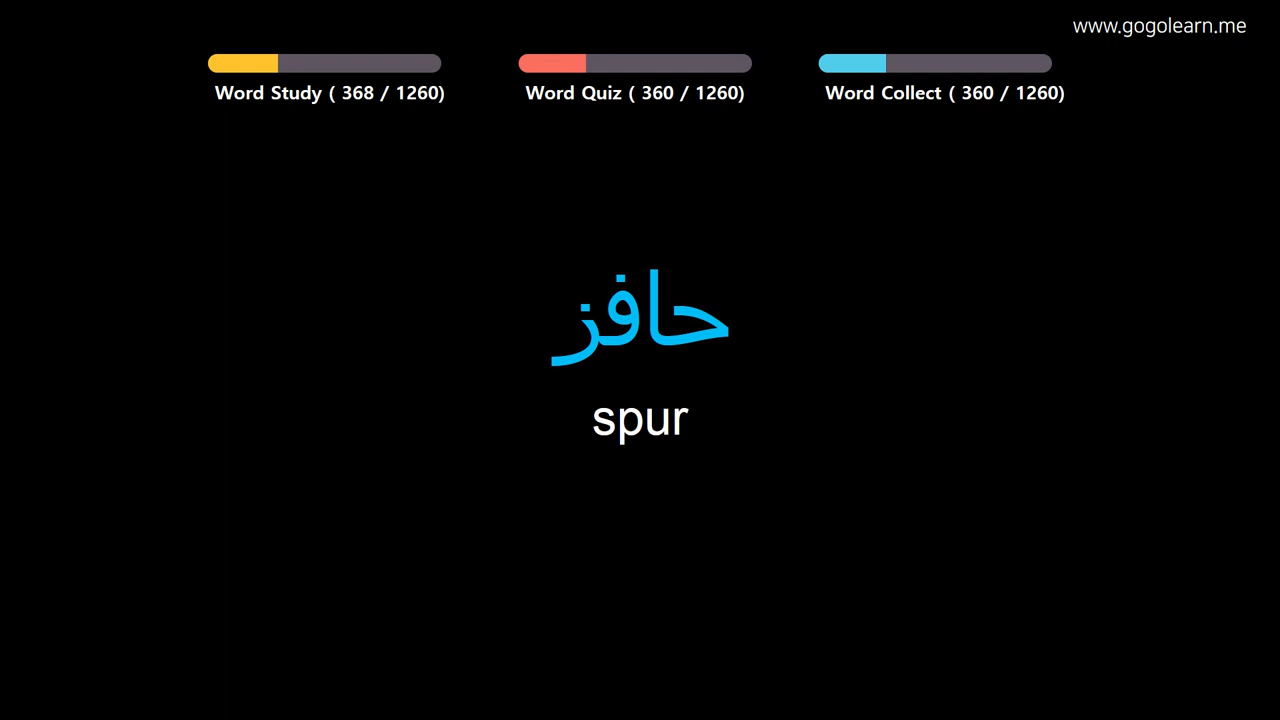 www.gogolearn.me
Word Study ( 368 / 1260)
Word Quiz ( 360 / 1260)
Word Collect ( 360 / 1260)
حافز
spur